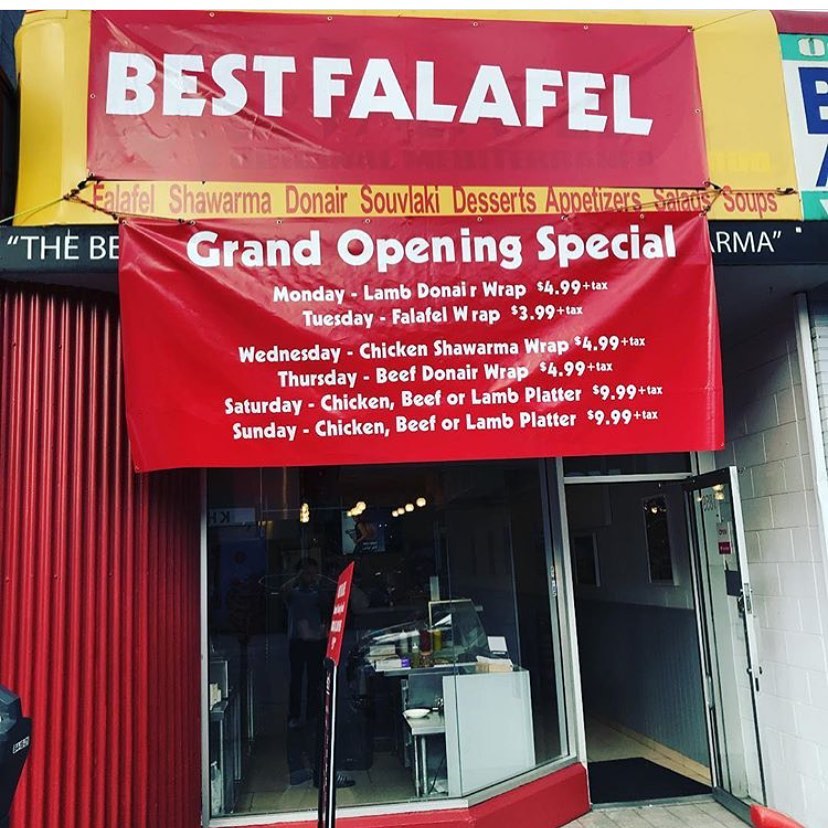 BEST FALAFEL
Falafel Shawarma Donair Souvlaki Desserts Appetizers Salads Soups
"THE BE
ARMA"
Grand Opening Special
Monday - Lamb Donair Wrap $4.99+tax
Tuesday - Falafel Wrap $3.99+tax
Wednesday - Chicken Shawarma Wrap $4.99+tax
Thursday - Beef Donair Wrap $4.99+tax
Saturday - Chicken, Beef or Lamb Platter $9.99+tax
Sunday - Chicken, Beef or Lamb Platter $9.99+tax